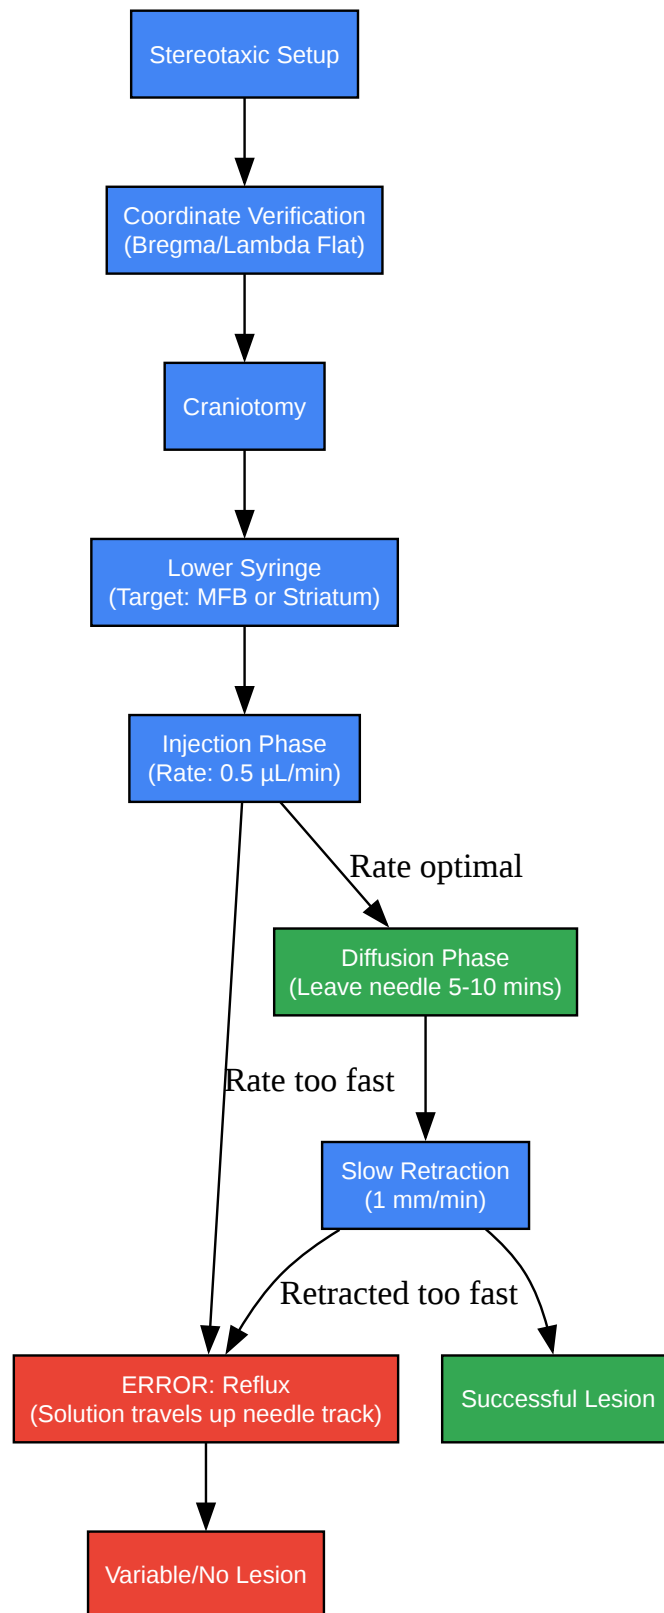 Stereotaxic Setup
Coordinate Verification
(Bregma/Lambda Flat)
Craniotomy
Lower Syringe
(Target: MFB or Striatum)
Injection Phase
(Rate: 0.5 µL/min)
Rate optimal
Diffusion Phase
(Leave needle 5-10 mins)
Rate too fast
Slow Retraction
(1 mm/min)
Retracted too fast
ERROR: Reflux
(Solution travels up needle track)
Successful Lesion
Variable/No Lesion